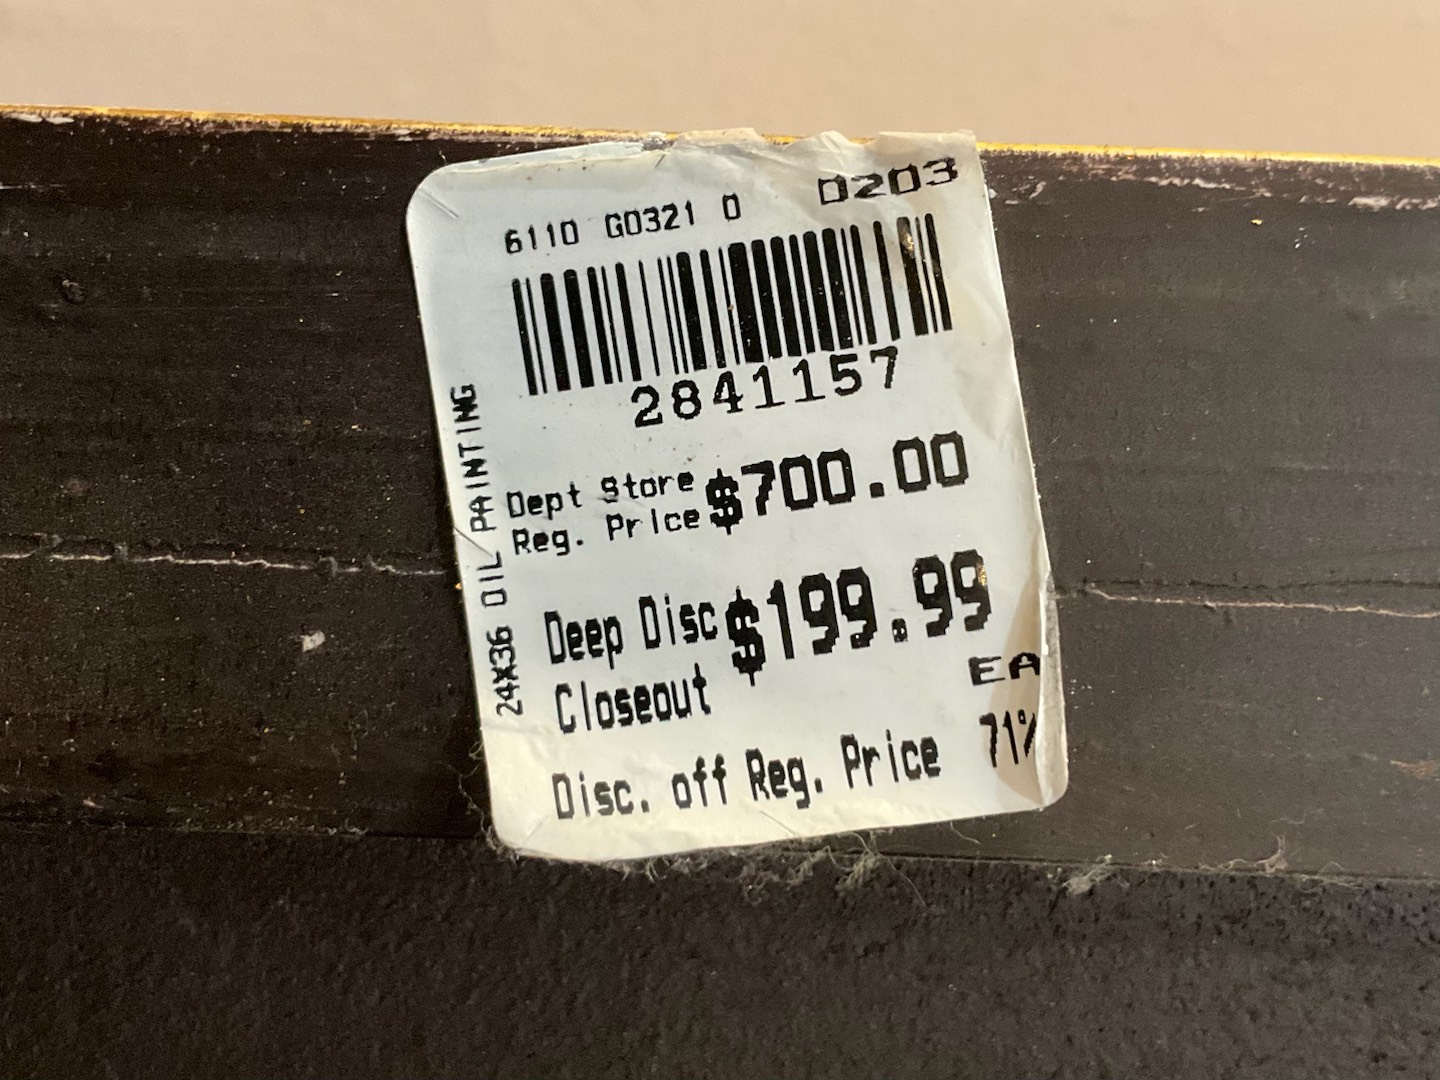 6110 G0321 0 D203
2841157
Dept Store $700.00
Reg. Price
Deep Disc $199.99
Closeout
EA
Disc. off Reg. Price 71%
24X36 OIL PAINTING